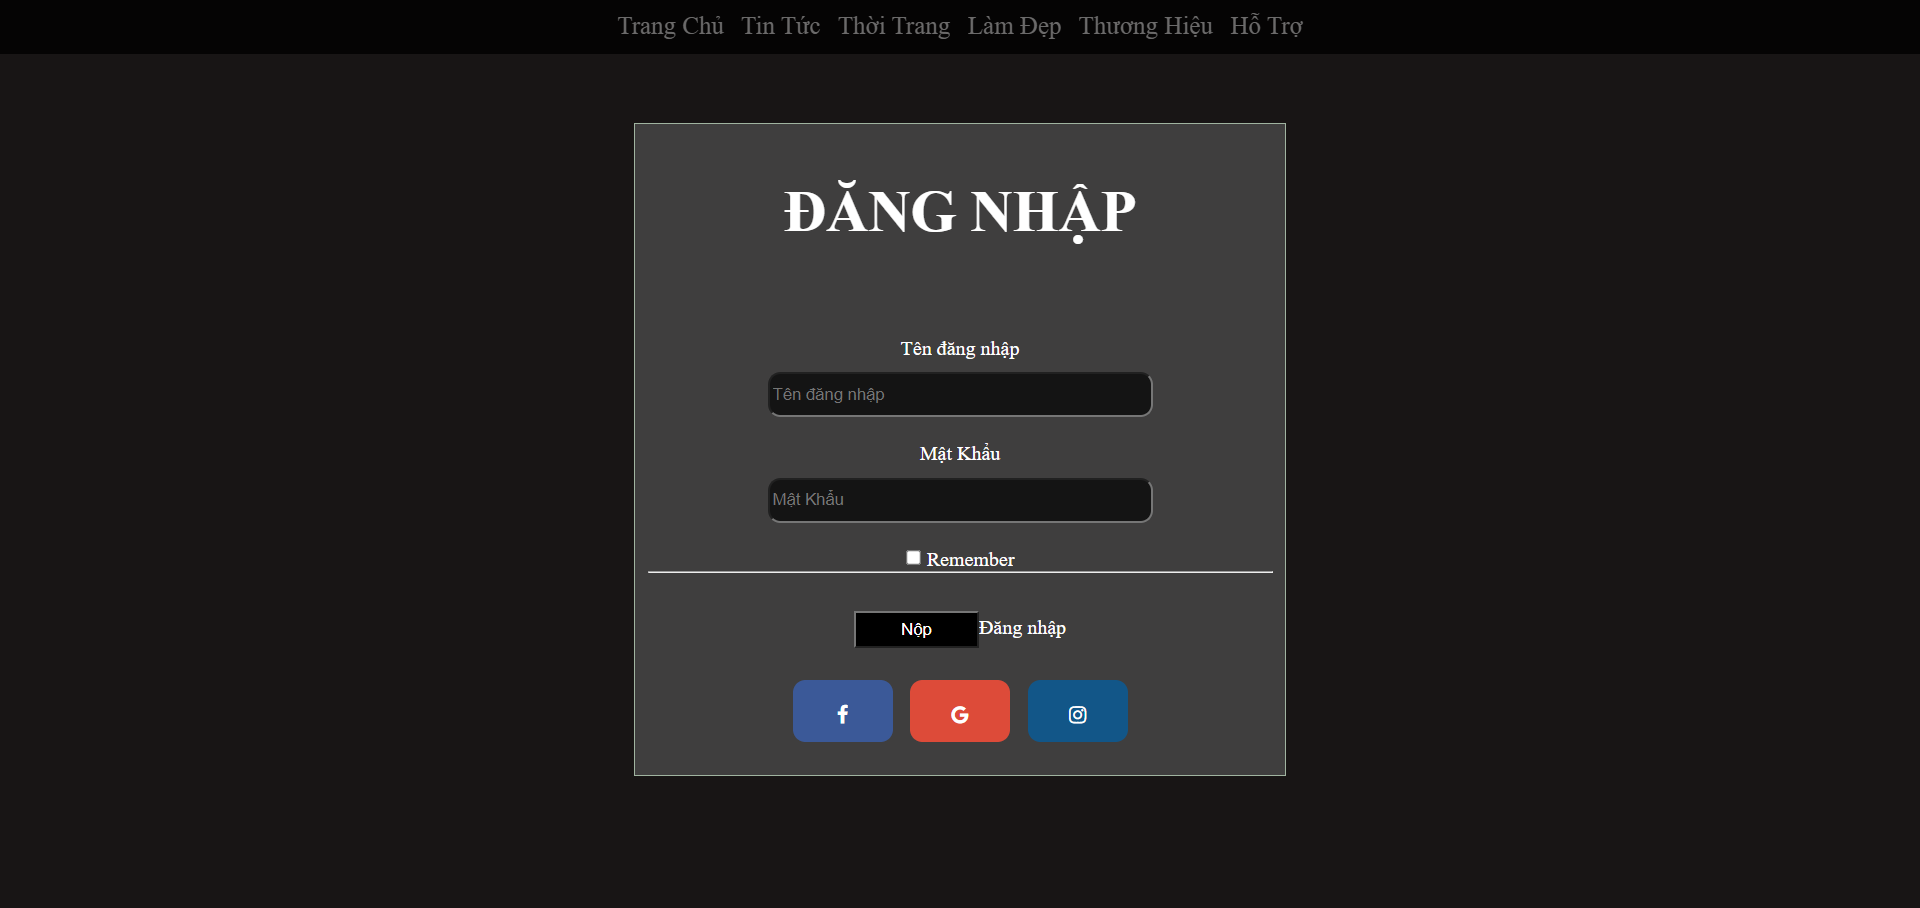 Trang Chủ Tin Tức Thời Trang Làm Đẹp Thương Hiệu Hỗ Trợ
ĐĂNG NHẬP
Tên đăng nhập
Tên đăng nhập
Mật Khẩu
Mật Khẩu
Remember
Nộp Đăng nhập